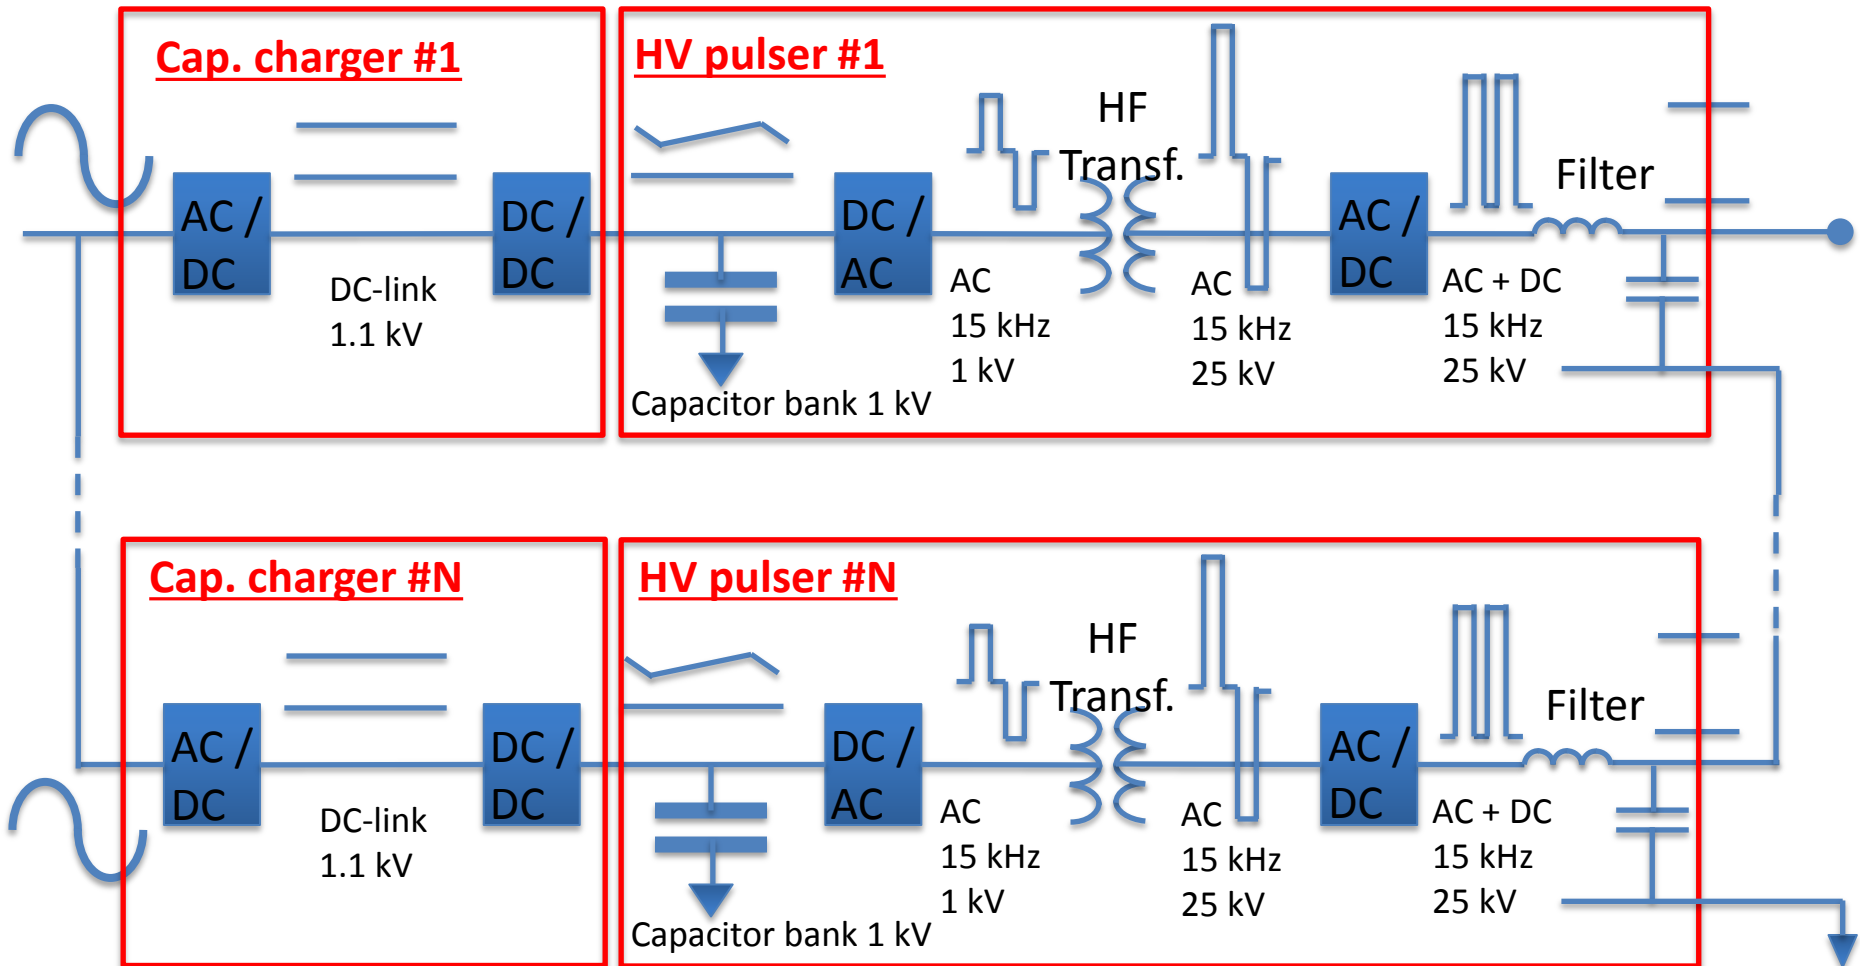 Cap. charger #1
HV pulser #1
HF
Transf.
Filter
AC /
DC
DC /
DC
DC /
AC
AC /
DC
DC-link
1.1 kV
AC
15 kHz
1 kV
AC
15 kHz
25 kV
AC + DC
15 kHz
25 kV
Capacitor bank 1 kV
Cap. charger #N
HV pulser #N
HF
Transf.
Filter
AC /
DC
DC /
DC
DC /
AC
AC /
DC
DC-link
1.1 kV
AC
15 kHz
1 kV
AC
15 kHz
25 kV
AC + DC
15 kHz
25 kV
Capacitor bank 1 kV